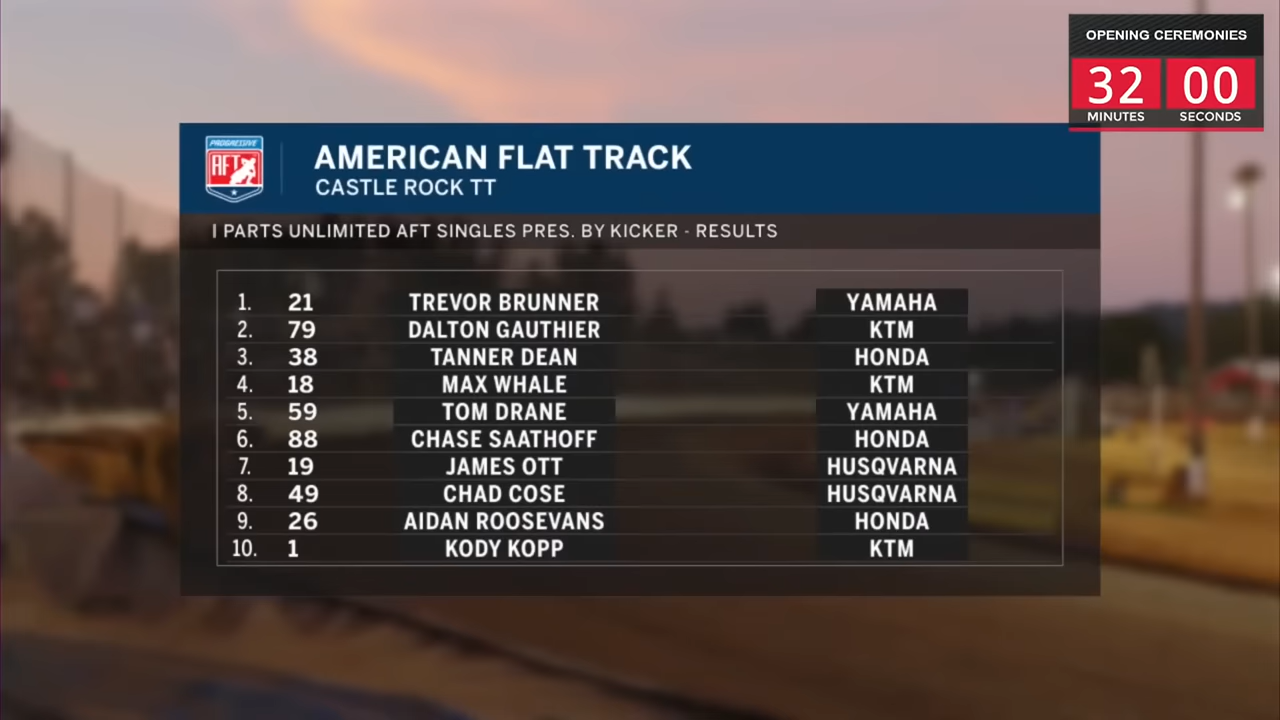 OPENING CEREMONIES
32 00
MINUTES SECONDS
PROGRESSIVE
AFT
AMERICAN FLAT TRACK
CASTLE ROCK TT
I PARTS UNLIMITED AFT SINGLES PRES. BY KICKER - RESULTS
1. 21 TREVOR BRUNNER YAMAHA
2. 79 DALTON GAUTHIER KTM
3. 38 TANNER DEAN HONDA
4. 18 MAX WHALE KTM
5. 59 TOM DRANE YAMAHA
6. 88 CHASE SAATHOFF HONDA
7. 19 JAMES OTT HUSQVARNA
8. 49 CHAD COSE HUSQVARNA
9. 26 AIDAN ROOSEVANS HONDA
10. 1 KODY KOPP KTM